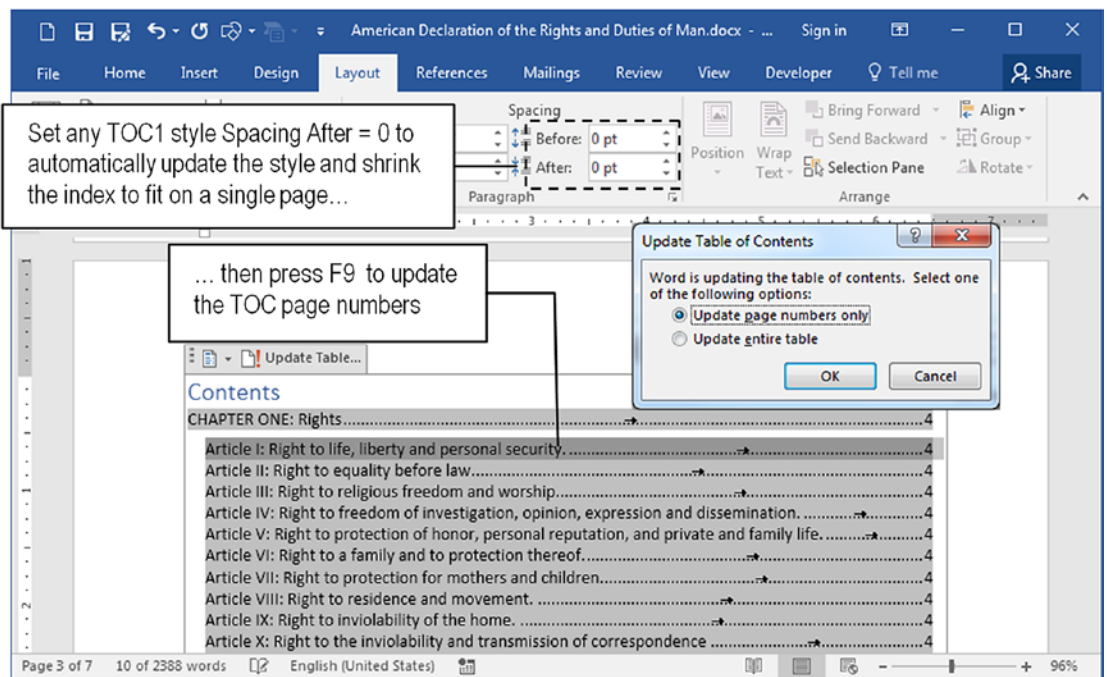 American Declaration of the Rights and Duties of Man.docx - ... Sign in
File Home Insert Design Layout References Mailings Review View Developer Tell me Share
Set any TOC1 style Spacing After = 0 to
automatically update the style and shrink
the index to fit on a single page…
Spacing
Before: 0 pt
After: 0 pt
Paragraph
Position
Wrap
Text
Bring Forward
Send Backward
Selection Pane
Align
Group
Rotate
Arrange
3 4 5 6 7
… then press F9 to update
the TOC page numbers
Update Table of Contents
Word is updating the table of contents. Select one
of the following options:
Update page numbers only
Update entire table
OK Cancel
Update Table...
Contents
CHAPTER ONE: Rights 4
Article I: Right to life, liberty and personal security. 4
Article II: Right to equality before law 4
Article III: Right to religious freedom and worship 4
Article IV: Right to freedom of investigation, opinion, expression and dissemination. 4
Article V: Right to protection of honor, personal reputation, and private and family life. 4
Article VI: Right to a family and to protection thereof 4
Article VII: Right to protection for mothers and children 4
Article VIII: Right to residence and movement. 4
Article IX: Right to inviolability of the home. 4
Article X: Right to the inviolability and transmission of correspondence 4
Page 3 of 7 10 of 2388 words English (United States) 96%